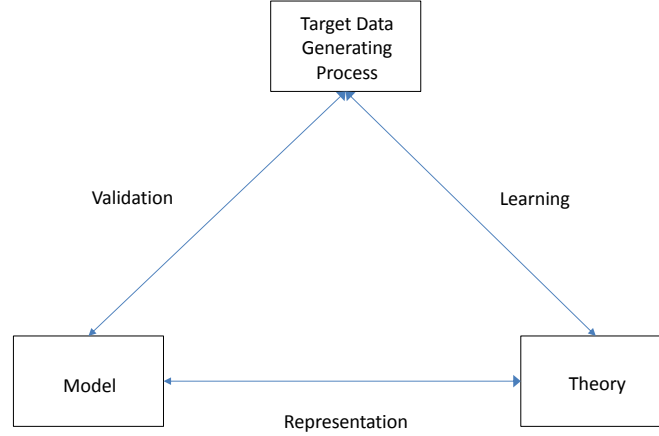 Target Data
Generating
Process
Validation
Learning
Model
Theory
Representation